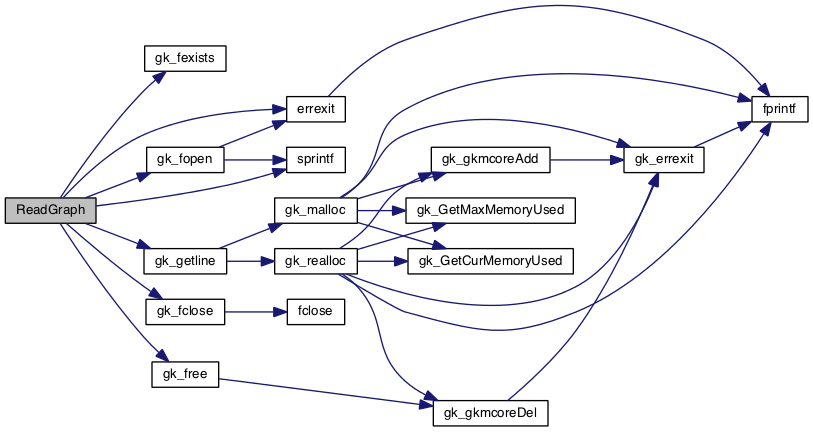 ReadGraph
gk_fexists
errexit
gk_fopen
sprintf
gk_getline
gk_fclose
fclose
gk_free
gk_malloc
gk_realloc
gk_gkmcoreAdd
gk_GetMaxMemoryUsed
gk_GetCurMemoryUsed
gk_gkmcoreDel
gk_errexit
fprintf